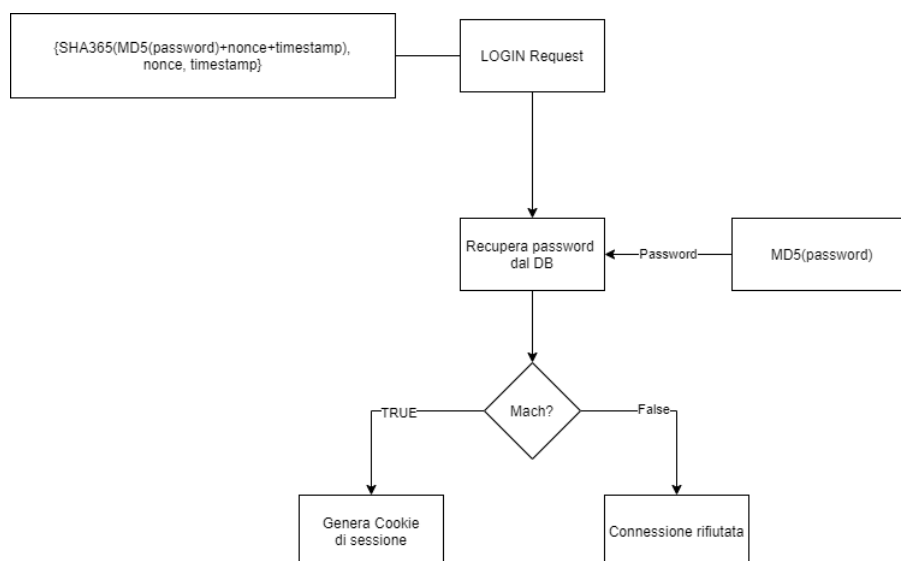 {SHA365(MD5(password)+nonce+timestamp),
nonce, timestamp}
LOGIN Request
Recupera password
dal DB
Password
MD5(password)
Mach?
TRUE
False
Genera Cookie
di sessione
Connessione rifiutata